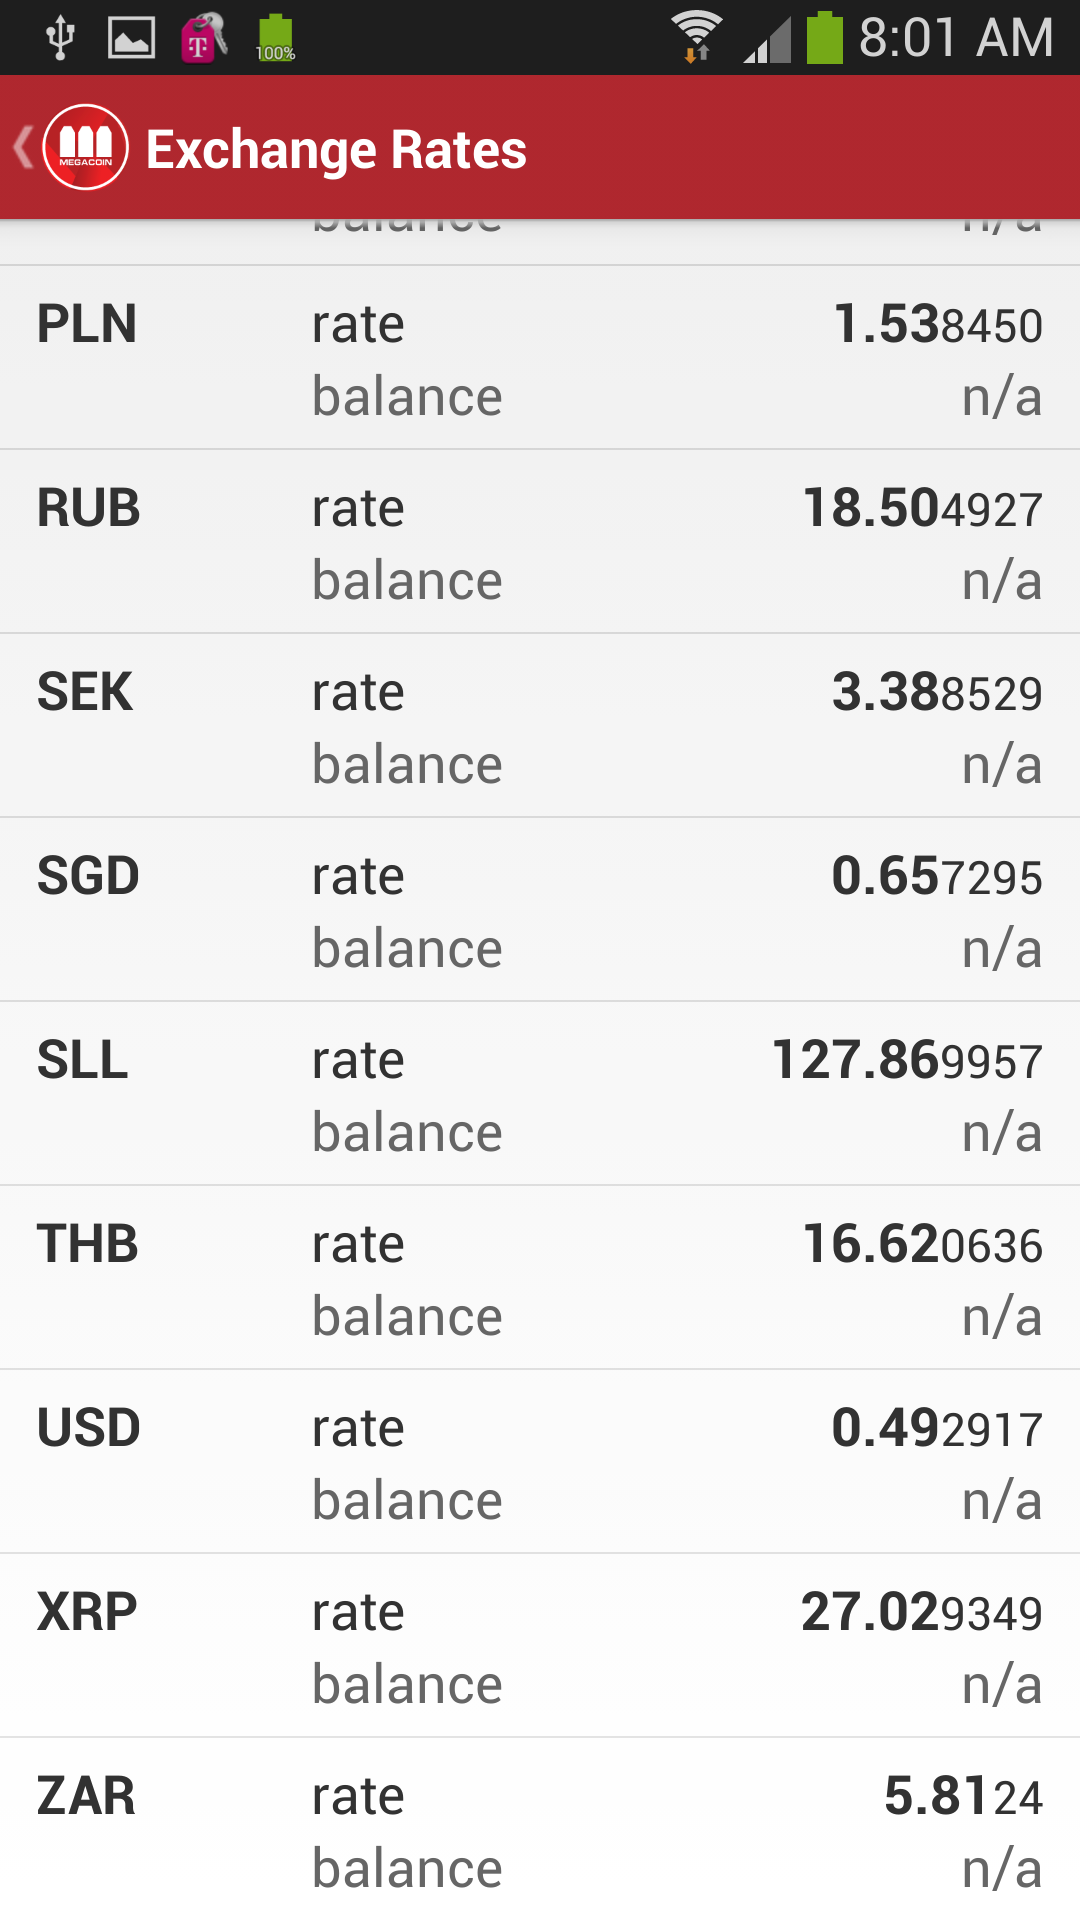 100%
8:01 AM
MEGACOIN
Exchange Rates
balance n/a
PLN rate 1.538450
balance n/a
RUB rate 18.504927
balance n/a
SEK rate 3.388529
balance n/a
SGD rate 0.657295
balance n/a
SLL rate 127.869957
balance n/a
THB rate 16.620636
balance n/a
USD rate 0.492917
balance n/a
XRP rate 27.029349
balance n/a
ZAR rate 5.8124
balance n/a